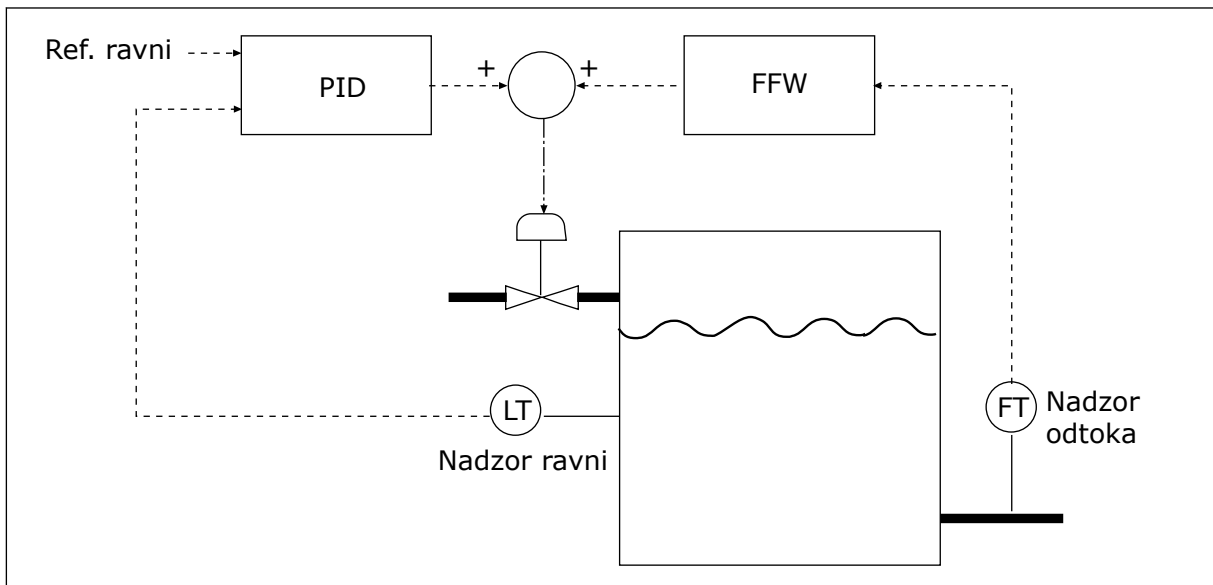 Ref. ravni
PID
+
+
FFW
LT
Nadzor ravni
FT
Nadzor
odtoka